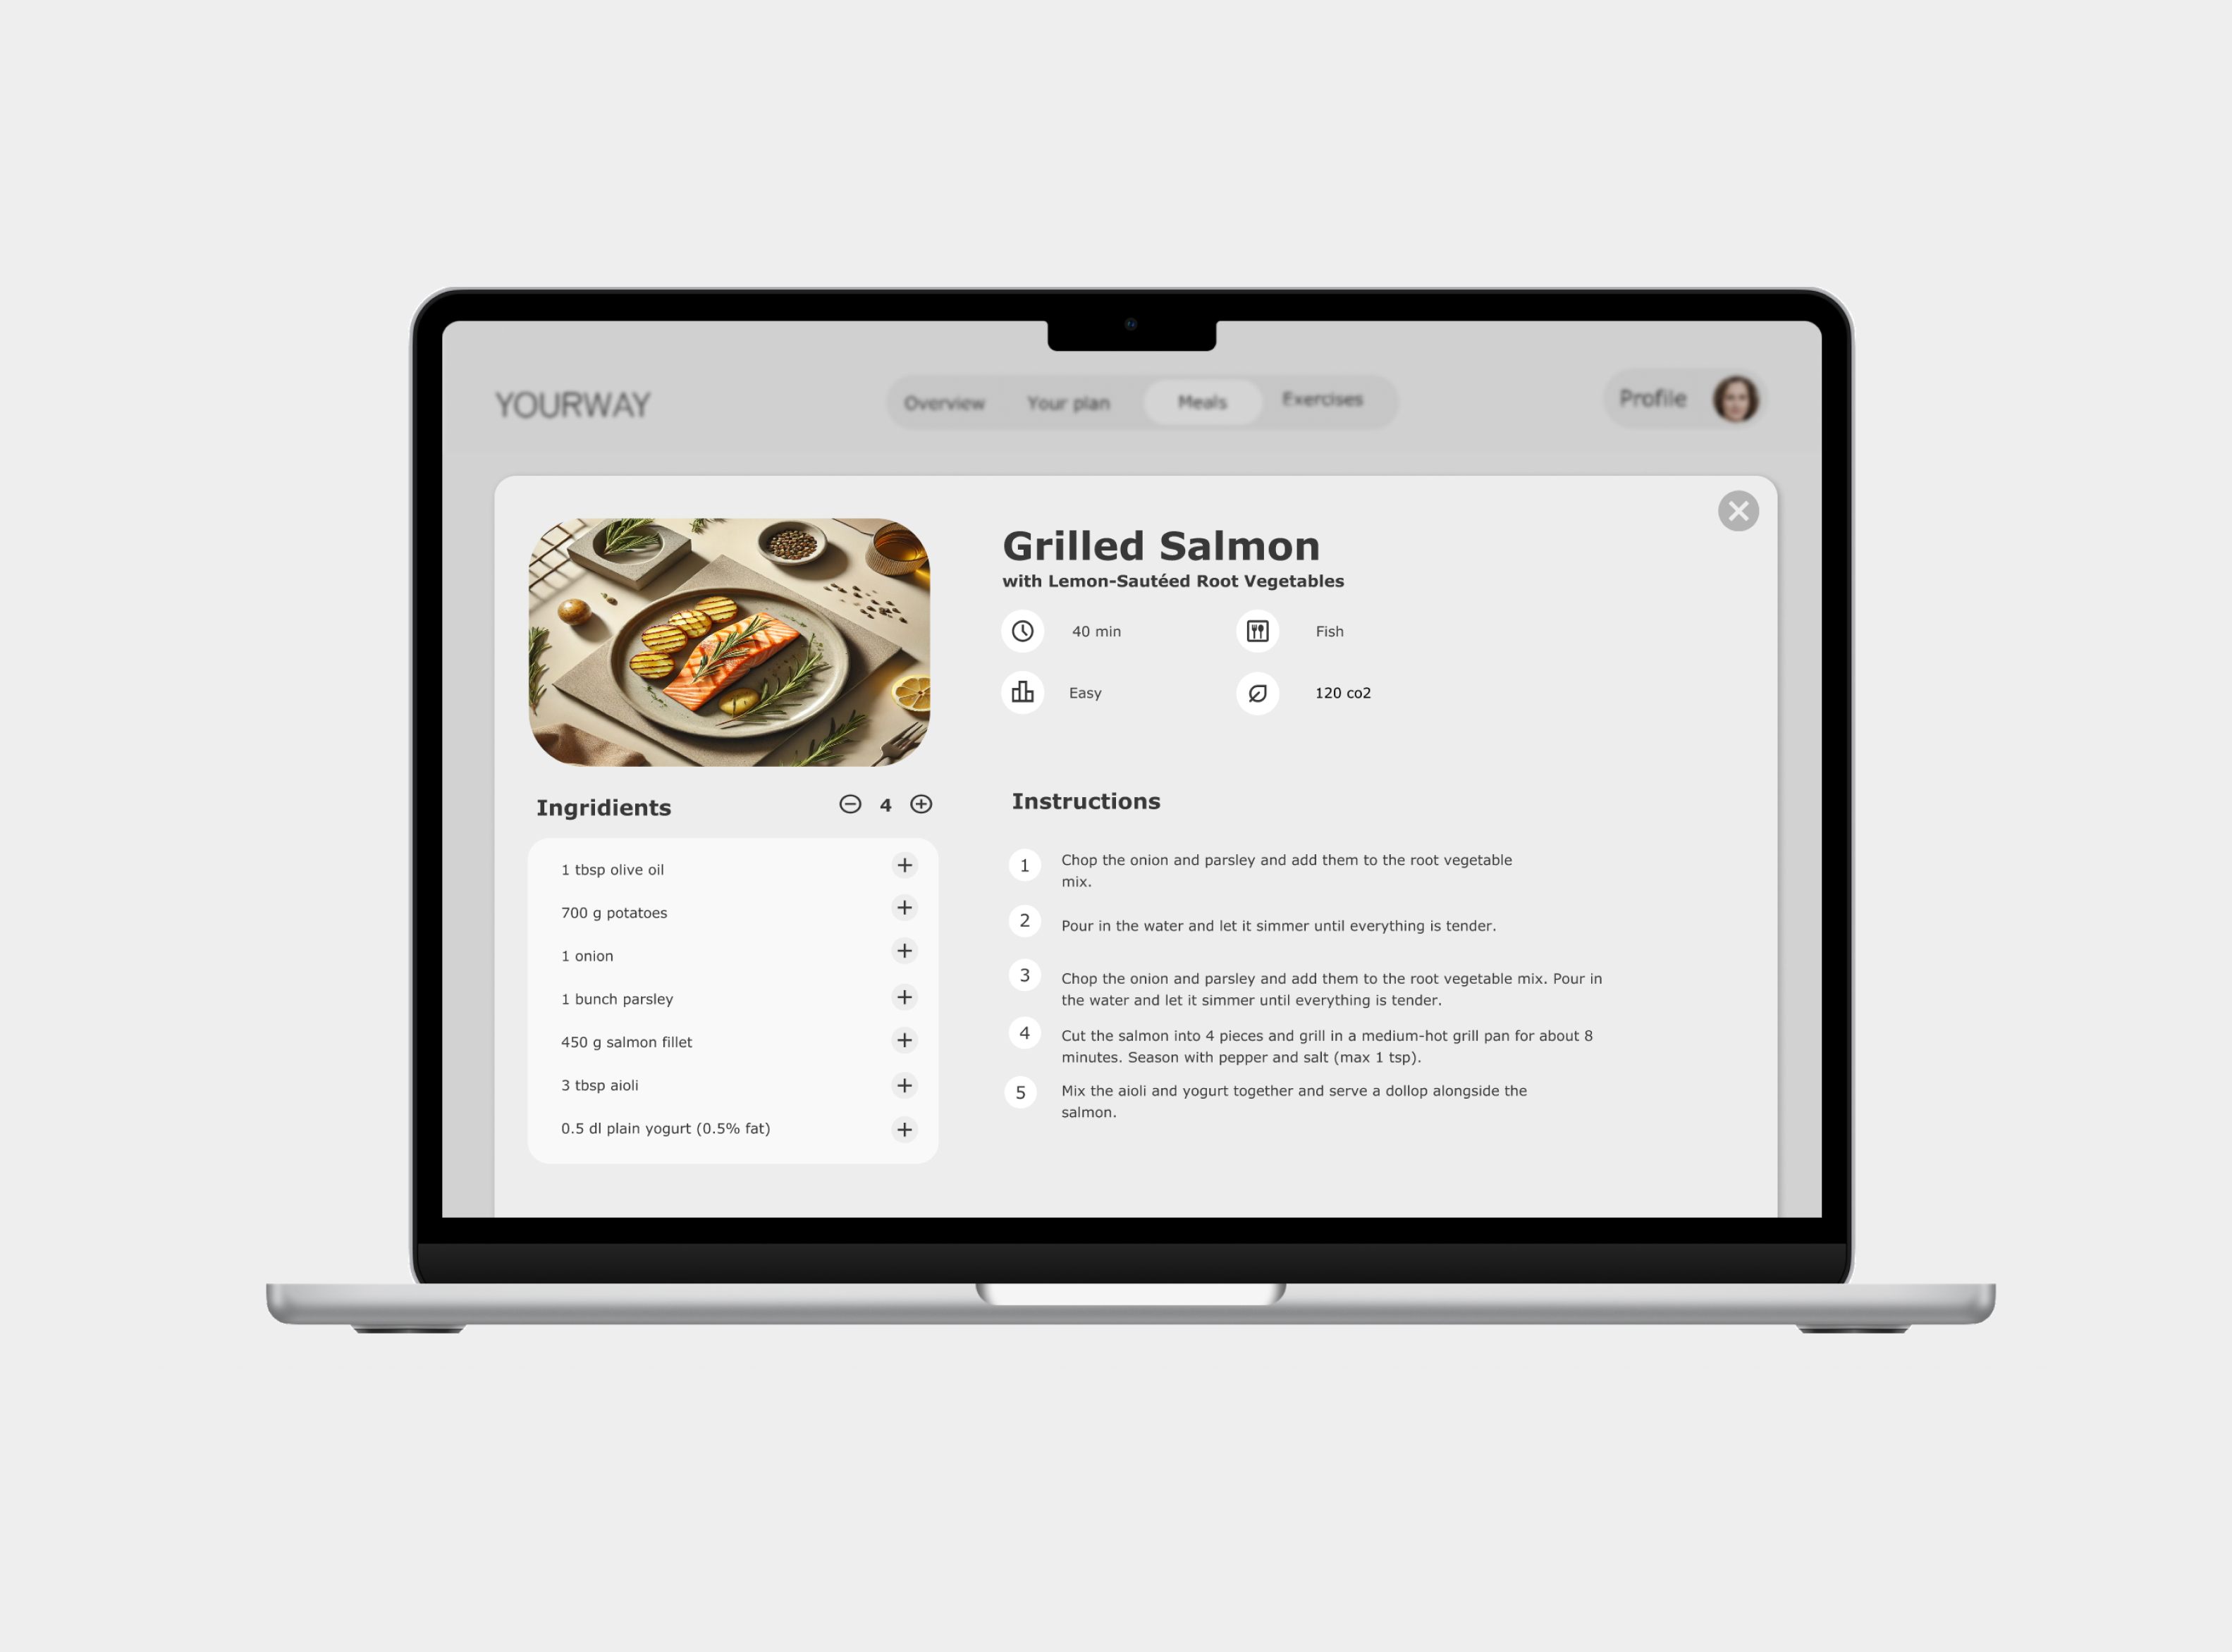 YOURWAY
Overview
Your plan
Meals
Exercises
Profile
Grilled Salmon
with Lemon-Sautéed Root Vegetables
40 min
Fish
Easy
120 co2
Ingridients
4
1 tbsp olive oil
700 g potatoes
1 onion
1 bunch parsley
450 g salmon fillet
3 tbsp aioli
0.5 dl plain yogurt (0.5% fat)
Instructions
1
Chop the onion and parsley and add them to the root vegetable
mix.
2
Pour in the water and let it simmer until everything is tender.
3
Chop the onion and parsley and add them to the root vegetable mix. Pour in
the water and let it simmer until everything is tender.
4
Cut the salmon into 4 pieces and grill in a medium-hot grill pan for about 8
minutes. Season with pepper and salt (max 1 tsp).
5
Mix the aioli and yogurt together and serve a dollop alongside the
salmon.